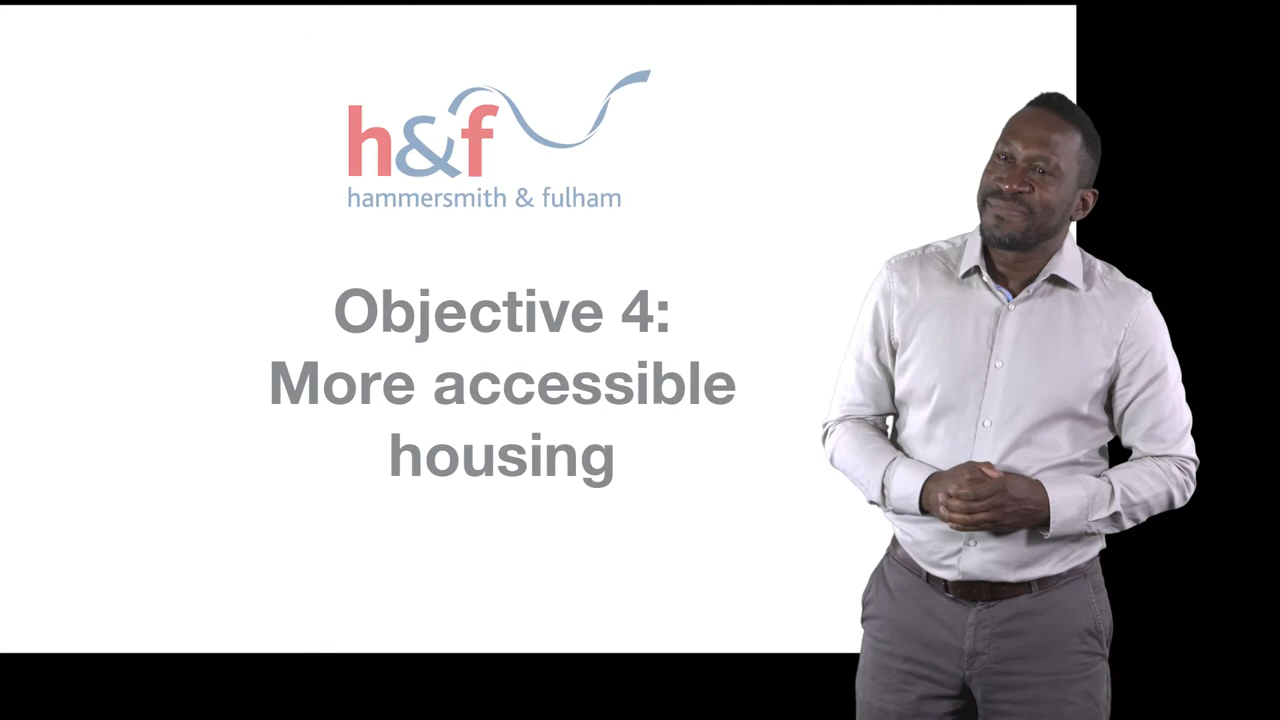 h&f
hammersmith & fulham
Objective 4:
More accessible
housing